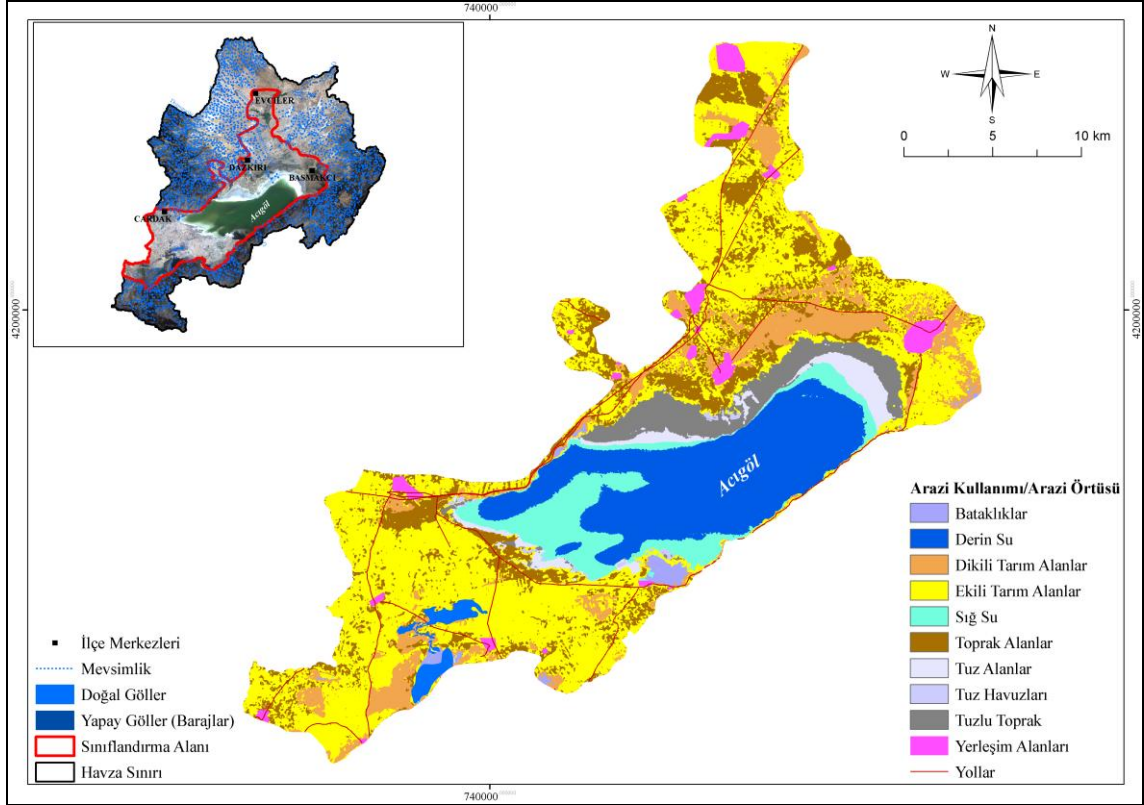 740000
EVCİLER
DAZKIRI
BASMAKCI
ÇARDAK
Acıgöl
N
W
E
S
0
5
10 km
4200000
4200000
Acıgöl
Arazi Kullanımı/Arazi Örtüsü
Bataklıklar
Derin Su
Dikili Tarım Alanlar
Ekili Tarım Alanlar
Sığ Su
Toprak Alanlar
Tuz Alanlar
Tuz Havuzları
Tuzlu Toprak
Yerleşim Alanları
Yollar
İlçe Merkezleri
Mevsimlik
Doğal Göller
Yapay Göller (Barajlar)
Sınıflandırma Alanı
Havza Sınırı
740000